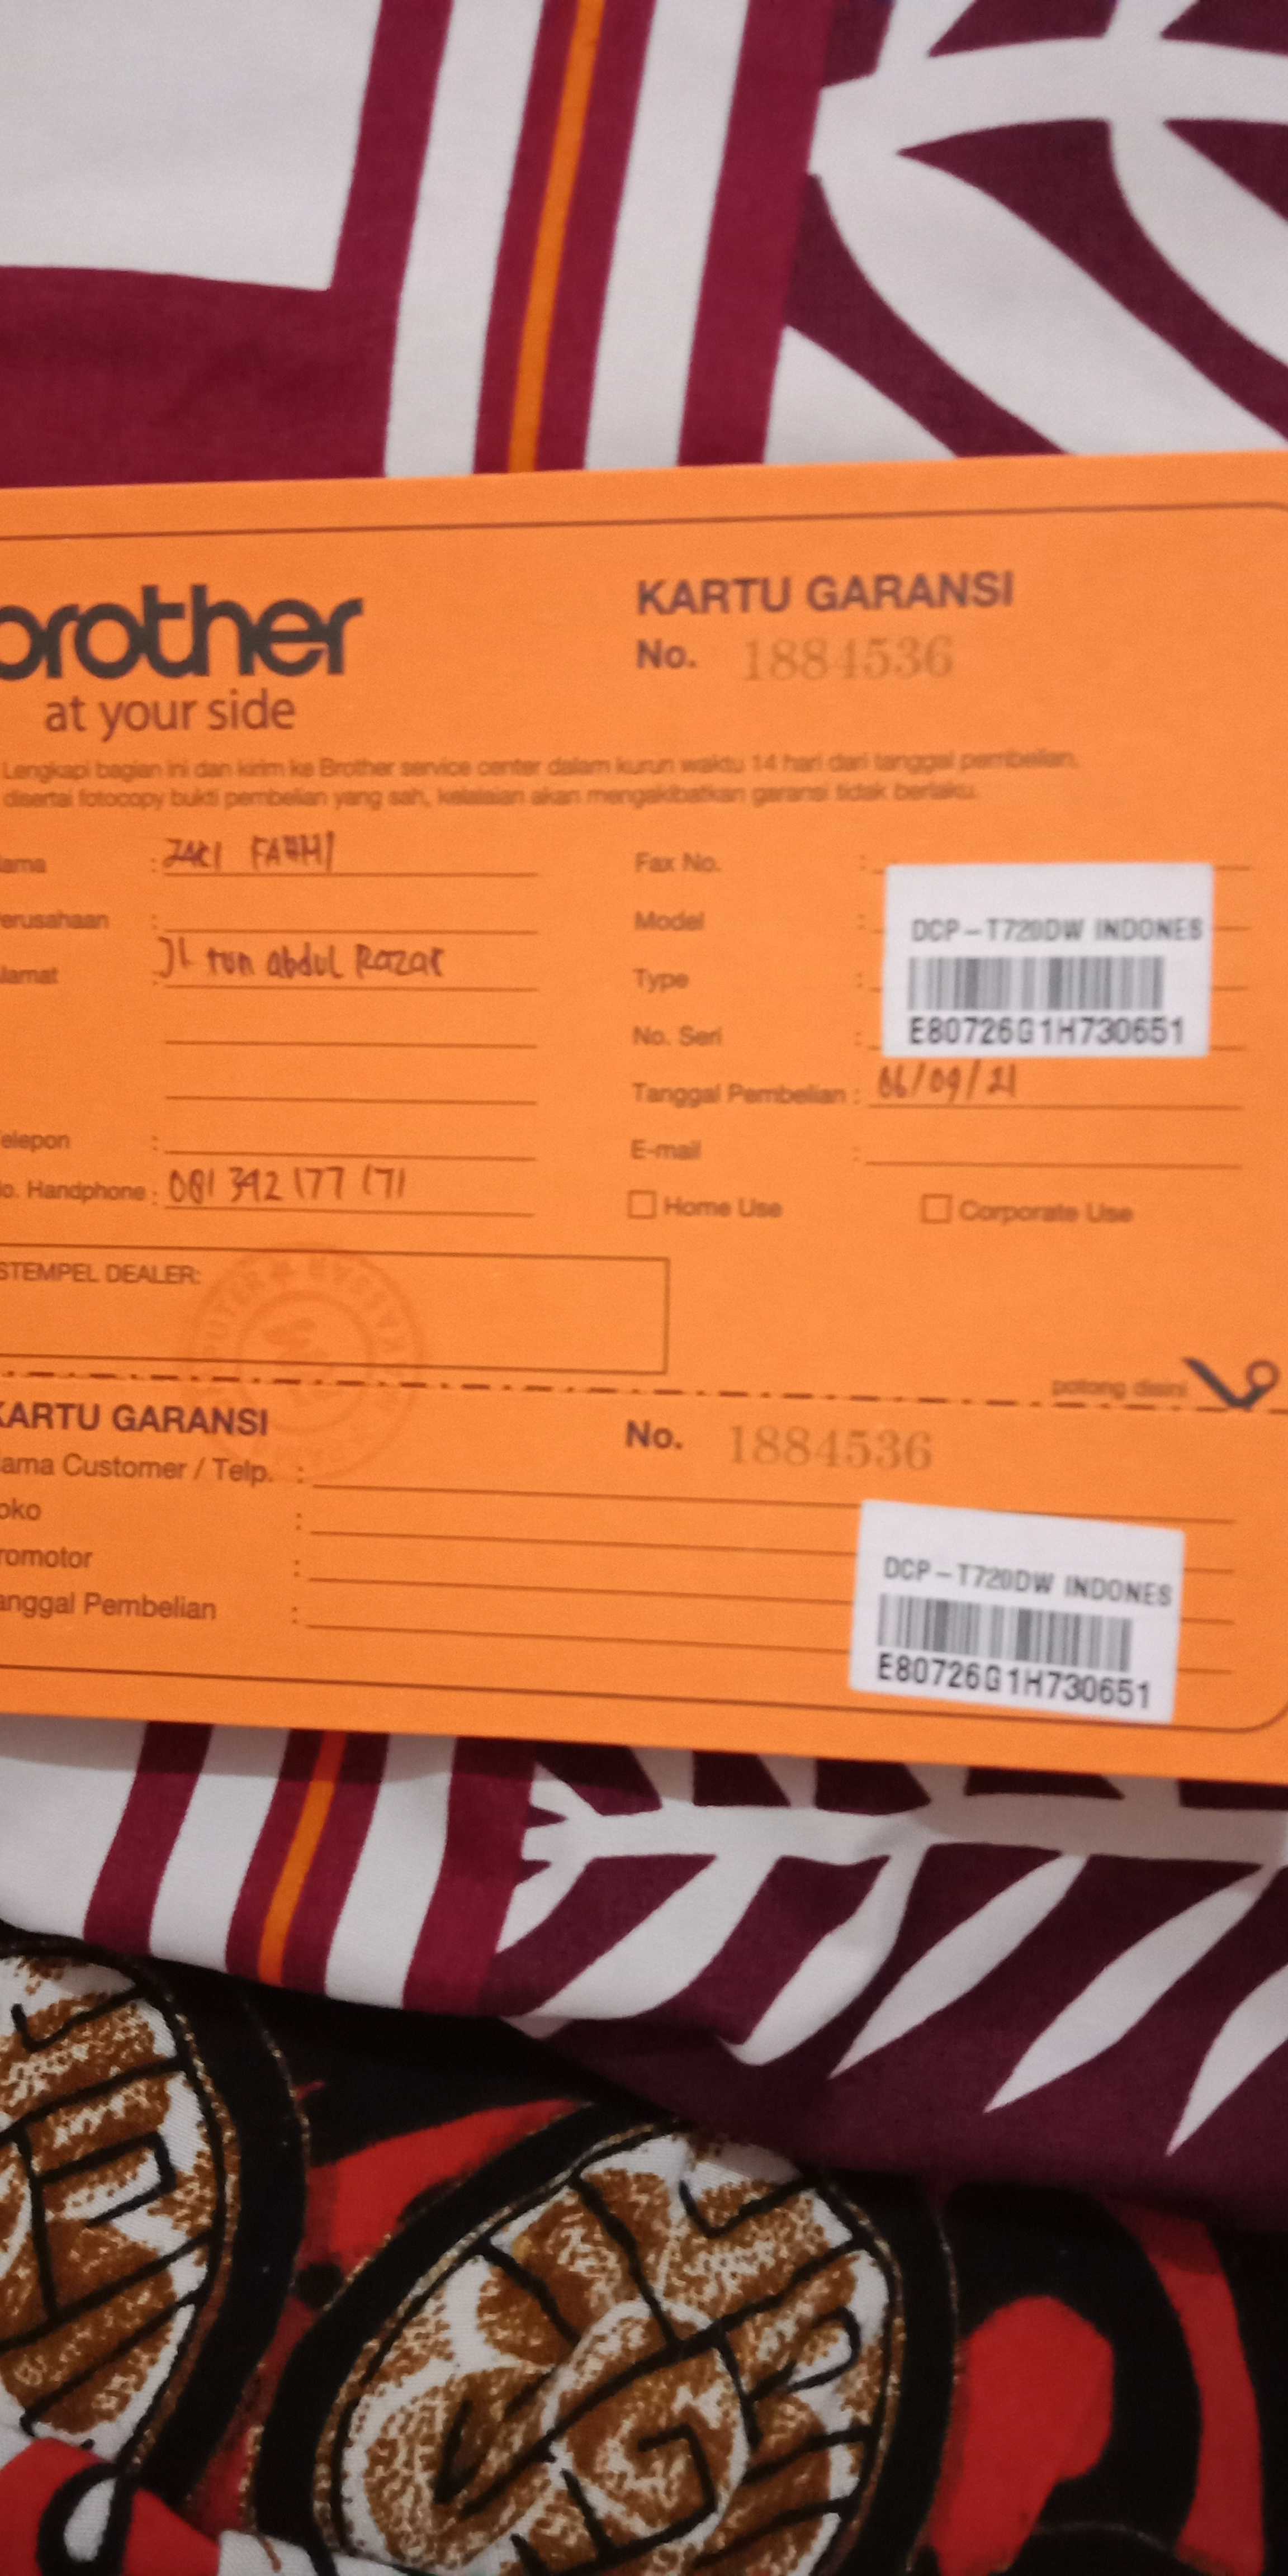 brother
at your side
KARTU GARANSI
No. 1884536
Lengkapi bagian ini dan kirim ke Brother service center dalam kurun waktu 14 hari dari tanggal pembelian,
disertai fotocopy bukti pembelian yang sah, kelalaian akan mengakibatkan garansi tidak berlaku.
ama : ZAKI FAHMI
erusahaan :
lamat : Jl tun abdul Razak
elepon :
o. Handphone : 081 392 177 171
Fax No. :
Model :
Type :
No. Seri :
DCP-T720DW INDONES
E80726G1H730651
Tanggal Pembelian : 06/09/21
E-mail :
Home Use
Corporate Use
STEMPEL DEALER:
potong disini
KARTU GARANSI
No. 1884536
ama Customer / Telp. :
oko :
romotor :
anggal Pembelian :
DCP-T720DW INDONES
E80726G1H730651